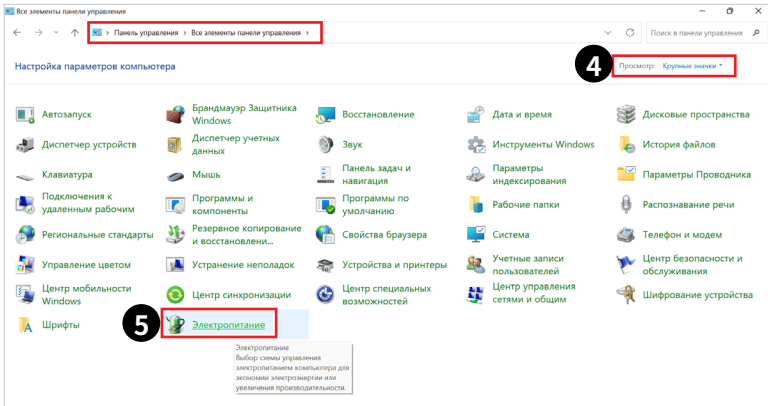 Все элементы панели управления
Панель управления › Все элементы панели управления ›
Поиск в панели управления
4
Настройка параметров компьютера
Просмотр: Крупные значки
Автозапуск
Брандмауэр Защитника
Windows
Восстановление
Дата и время
Дисковые пространства
Диспетчер устройств
Диспетчер учетных
данных
Звук
Инструменты Windows
История файлов
Клавиатура
Мышь
Панель задач и
навигация
Параметры
индексирования
Параметры Проводника
Подключения к
удаленным рабочим
Программы и
компоненты
Программы по
умолчанию
Рабочие папки
Распознавание речи
Региональные стандарты
Резервное копирование
и восстановлени...
Свойства браузера
Система
Телефон и модем
Управление цветом
Устранение неполадок
Устройства и принтеры
Учетные записи
пользователей
Центр безопасности и
обслуживания
Центр мобильности
Windows
Центр синхронизации
Центр специальных
возможностей
Центр управления
сетями и общим
Шифрование устройства
Шрифты
5
Электропитание
Электропитание
Выбор схемы управления
электропитанием компьютера для
экономии электроэнергии или
увеличения производительности.